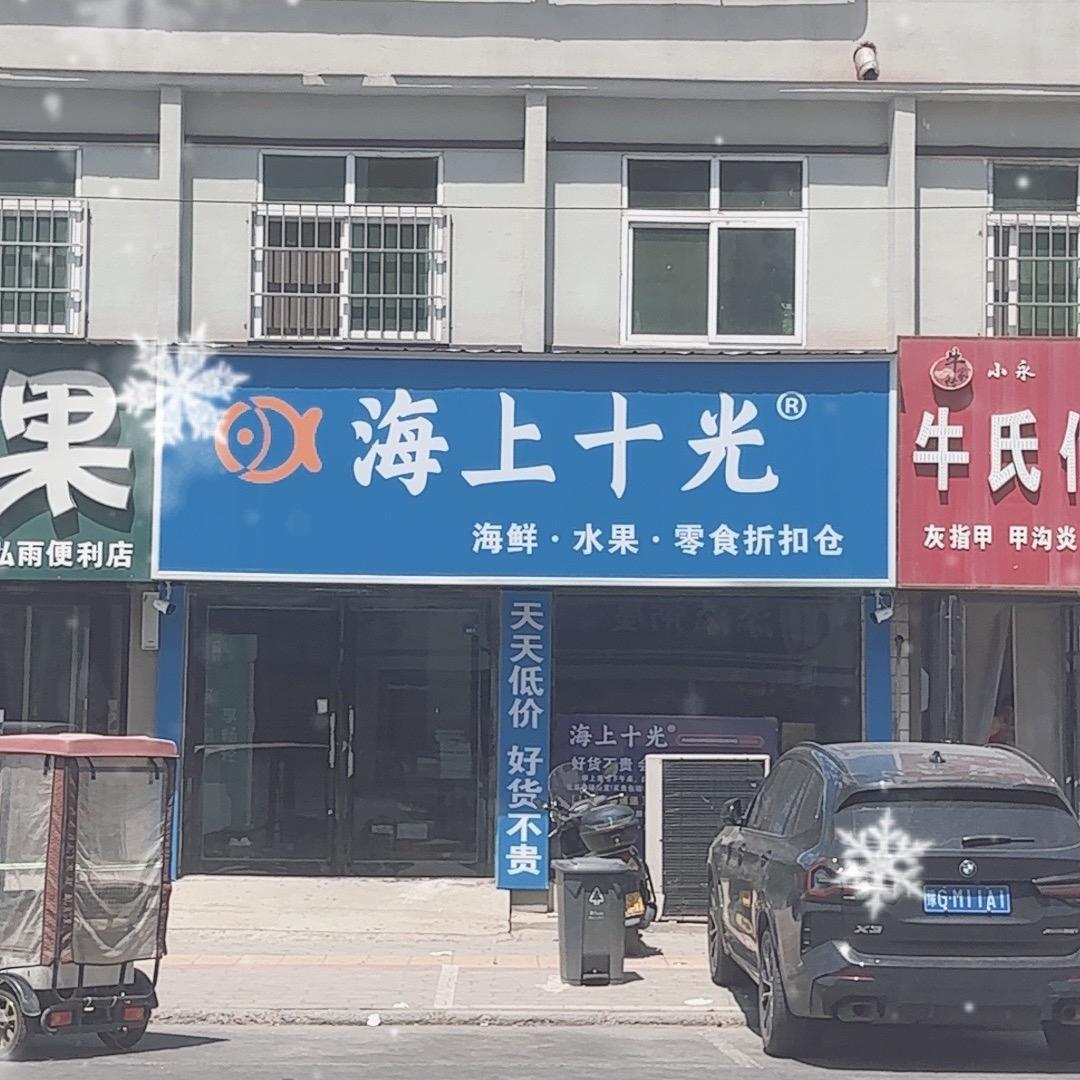 果
弘雨便利店
海上十光®
海鲜·水果·零食折扣仓
牛
小永
牛氏
灰指甲 甲沟炎
天天低价 好货不贵
海上十光
好货不贵
X3